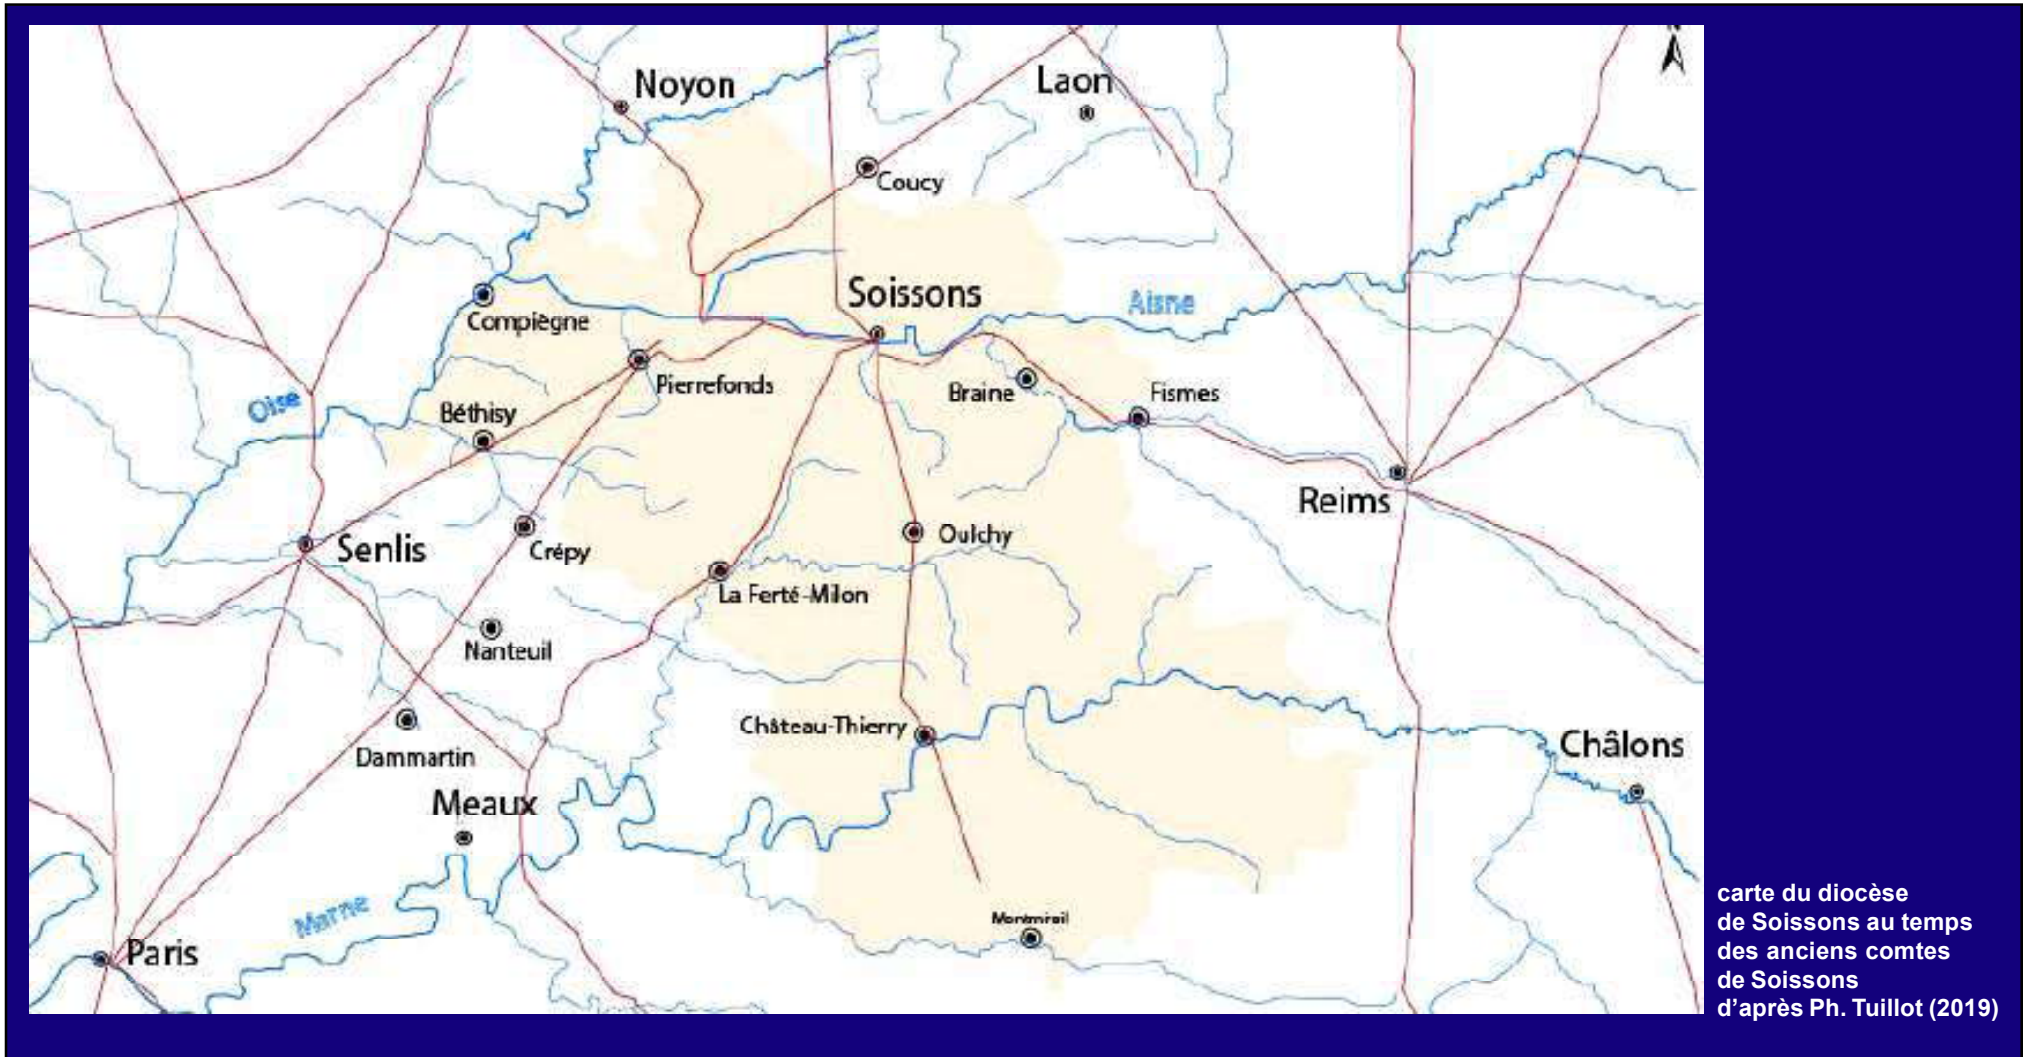 N
Noyon
Laon
Coucy
Soissons
Aisne
Compiègne
Pierrefonds
Braine
Fismes
Oise
Béthisy
Reims
Senlis
Crépy
Oulchy
La Ferté-Milon
Nanteuil
Château-Thierry
Dammartin
Châlons
Meaux
Marne
Montmirail
Paris
carte du diocèse
de Soissons au temps
des anciens comtes
de Soissons
d'après Ph. Tuillot (2019)